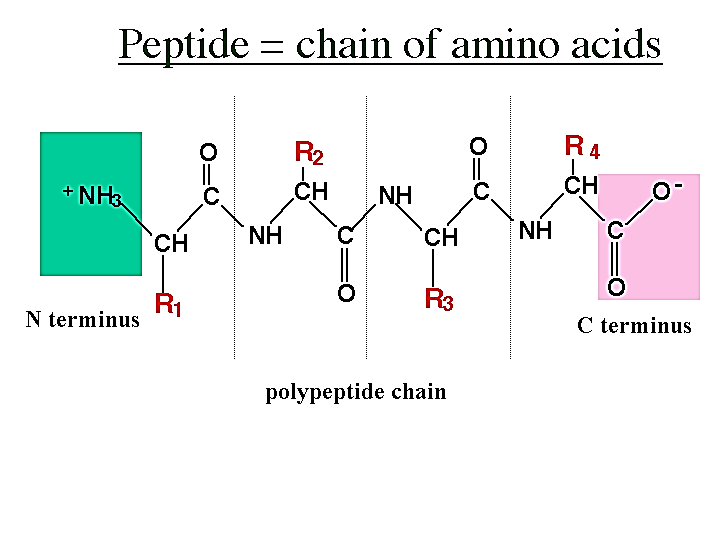 Peptide = chain of amino acids
O R2 O R 4
+ NH3 C CH NH C CH O-
CH NH C CH NH C
R1 O R3 O
N terminus
C terminus
polypeptide chain